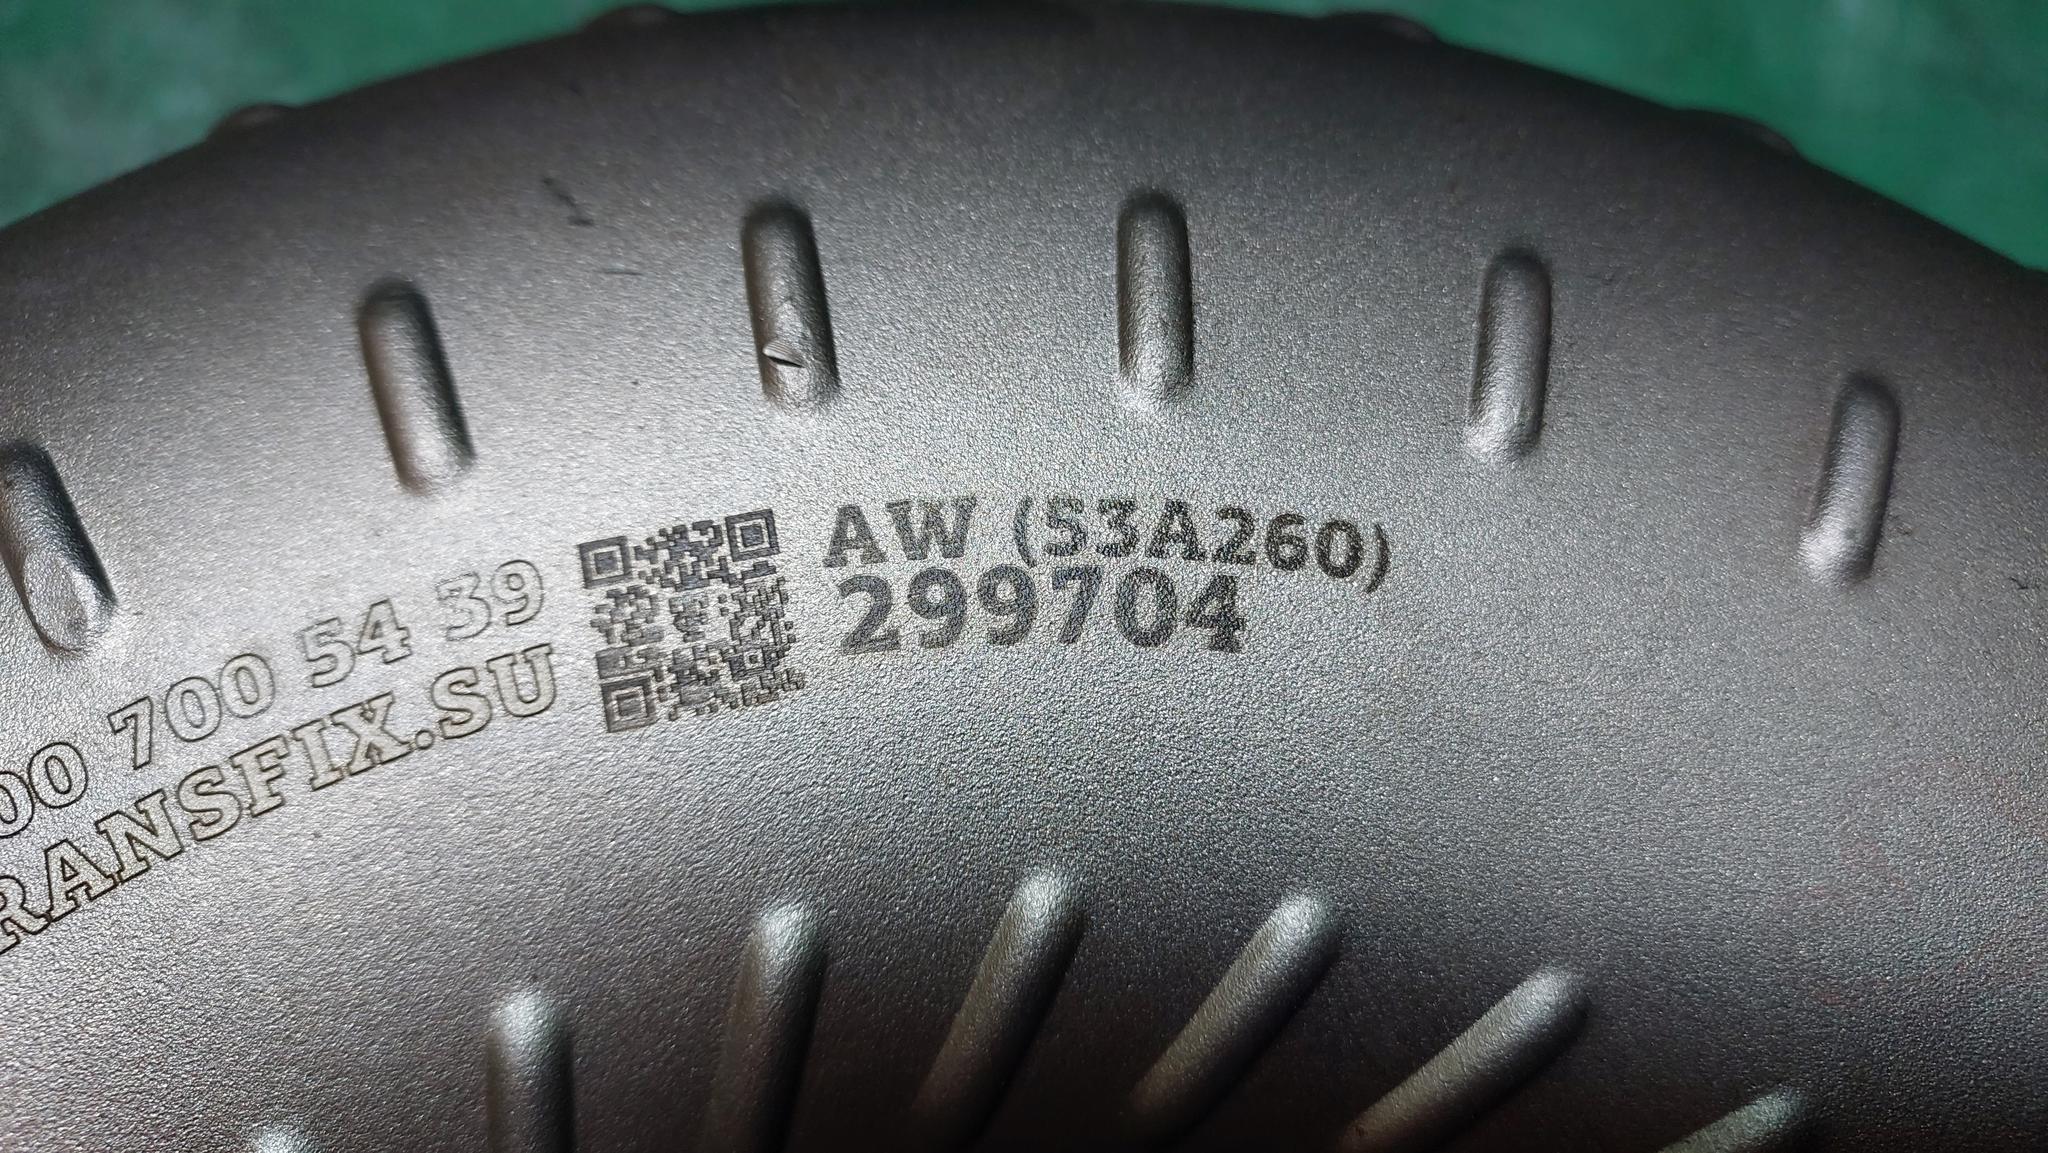 00 700 54 39
RANSFIX.SU
AW (53A260)
299704